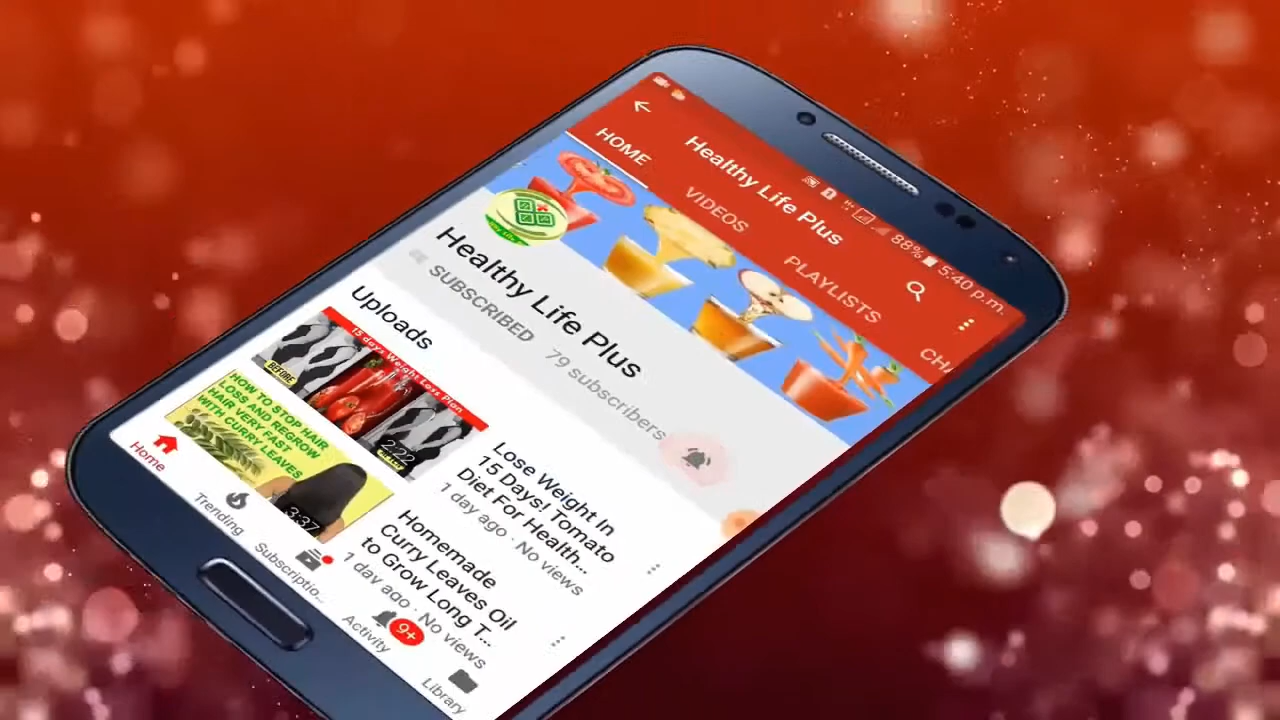 88% 5:40 p.m.
Healthy Life Plus
HOME
VIDEOS
PLAYLISTS
Healthy Life Plus
SUBSCRIBED 79 subscribers
Uploads
15 days Weight Loss Plan
BEFORE
2:22
Lose Weight In
15 Days! Tomato
Diet For Health...
1 day ago · No views
HOW TO STOP HAIR
LOSS AND REGROW
HAIR VERY FAST
WITH CURRY LEAVES
3:37
Homemade
Curry Leaves Oil
to Grow Long T...
1 day ago · No views
Home
Trending
Subscriptio...
9+
Activity
Library